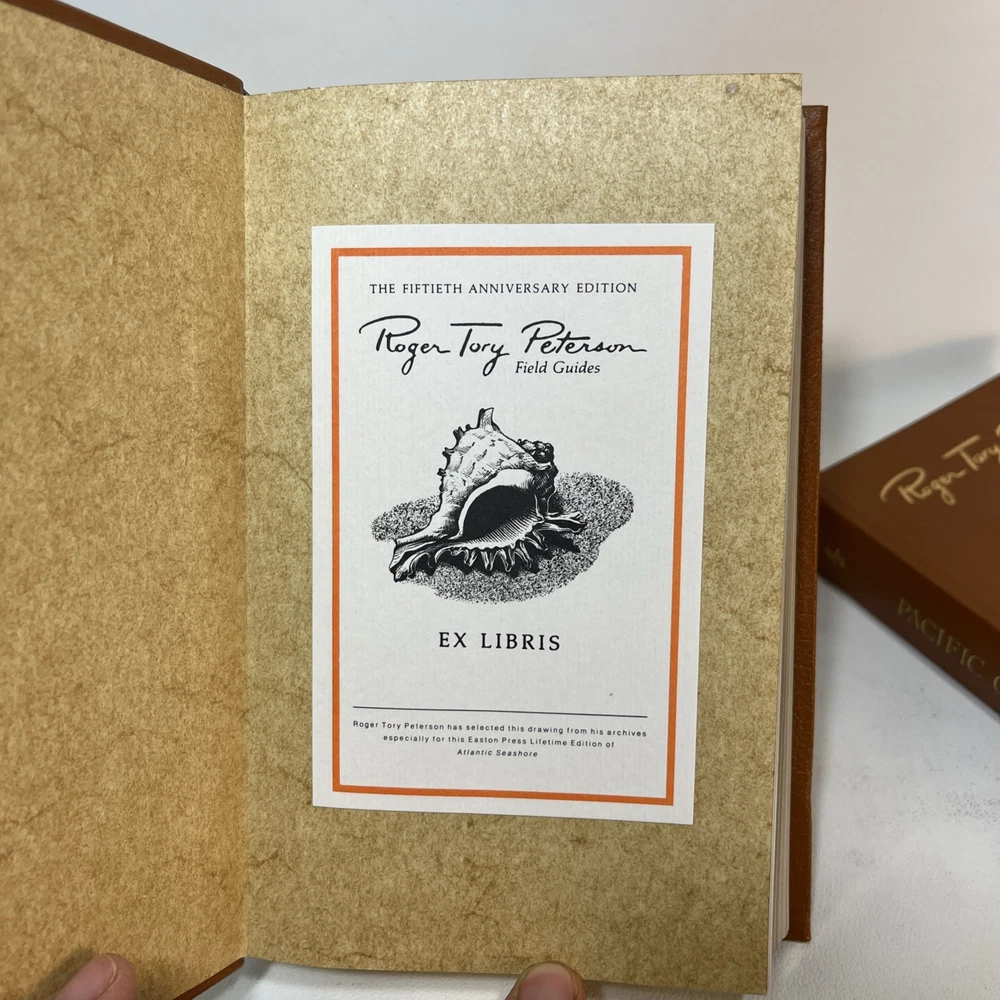 THE FIFTIETH ANNIVERSARY EDITION
Roger Tory Peterson
Field Guides
EX LIBRIS
Roger Tory Peterson has selected this drawing from his archives
especially for this Easton Press Lifetime Edition of
Atlantic Seashore
Roger Tory
PACIFIC